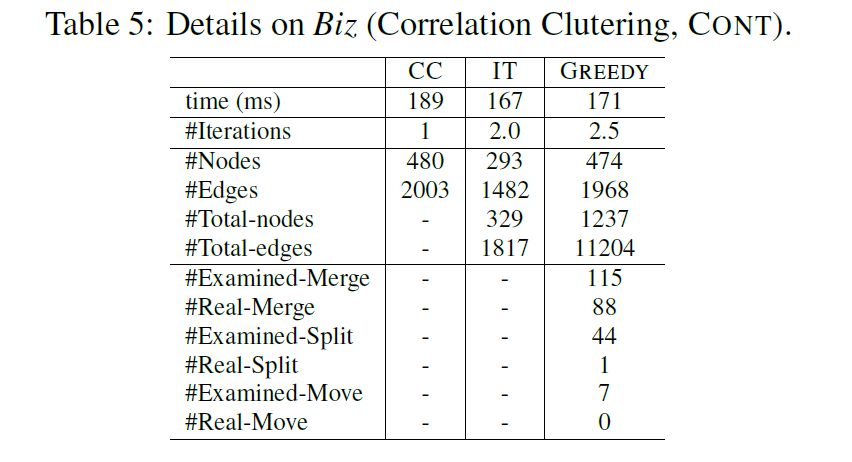 Table 5: Details on Biz (Correlation Clutering, CONT).
CC IT GREEDY
time (ms) 189 167 171
#Iterations 1 2.0 2.5
#Nodes 480 293 474
#Edges 2003 1482 1968
#Total-nodes - 329 1237
#Total-edges - 1817 11204
#Examined-Merge - - 115
#Real-Merge - - 88
#Examined-Split - - 44
#Real-Split - - 1
#Examined-Move - - 7
#Real-Move - - 0